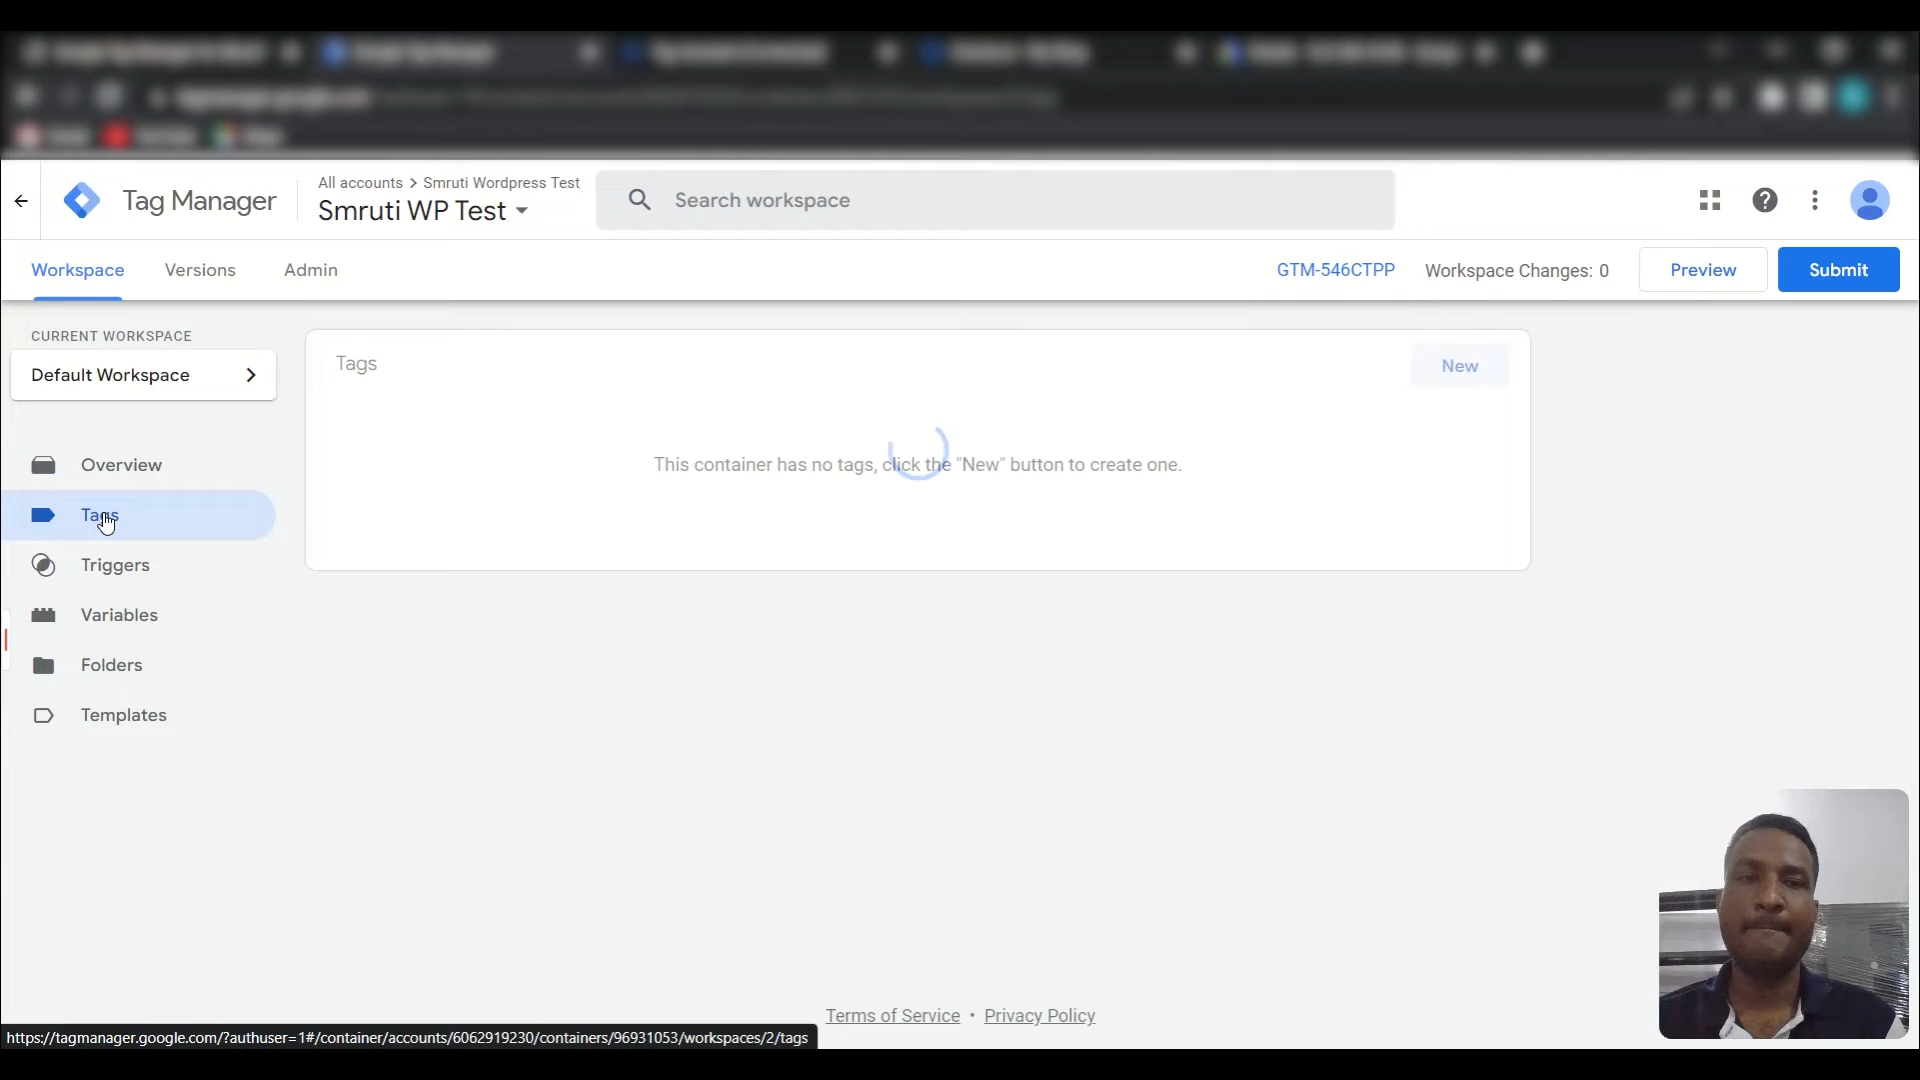 Tag Manager
All accounts > Smruti Wordpress Test
Smruti WP Test
Search workspace
Workspace
Versions
Admin
GTM-546CTPP
Workspace Changes: 0
Preview
Submit
CURRENT WORKSPACE
Default Workspace
Overview
Tags
Triggers
Variables
Folders
Templates
Tags
New
This container has no tags, click the "New" button to create one.
Terms of Service • Privacy Policy
https://tagmanager.google.com/?authuser=1#/container/accounts/6062919230/containers/96931053/workspaces/2/tags